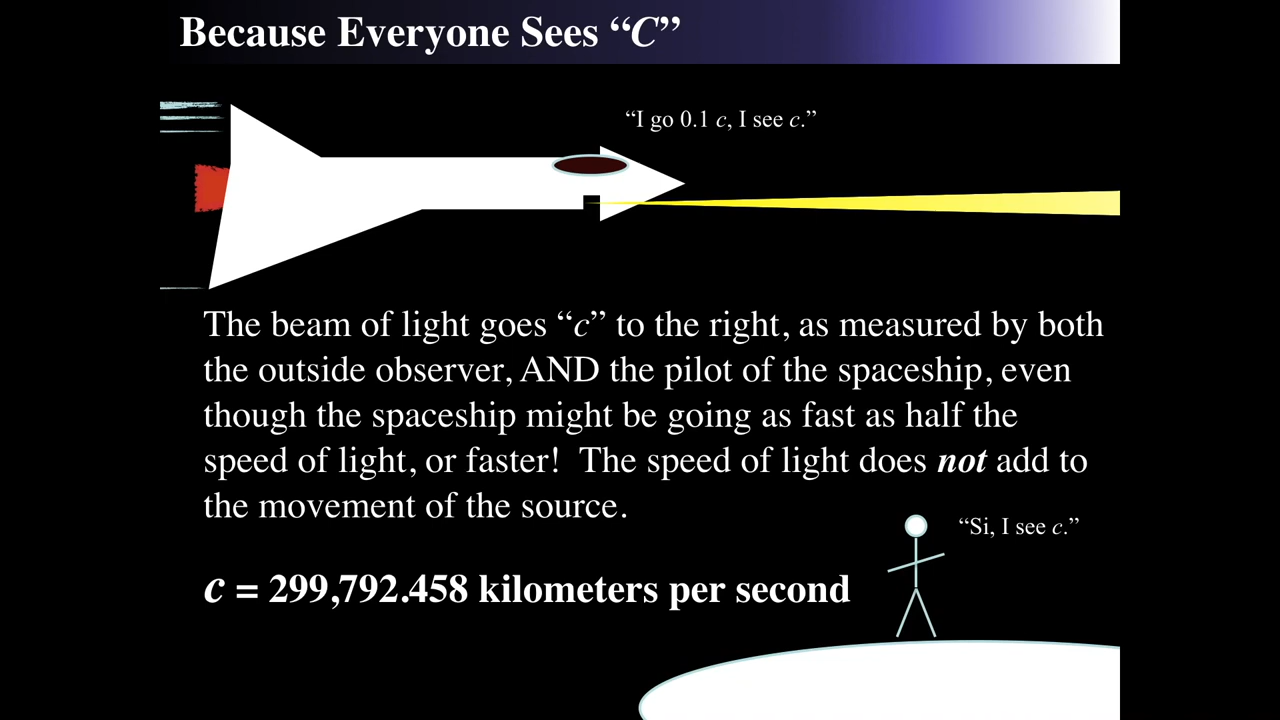 Because Everyone Sees “C”
“I go 0.1 c, I see c.”
The beam of light goes “c” to the right, as measured by both
the outside observer, AND the pilot of the spaceship, even
though the spaceship might be going as fast as half the
speed of light, or faster!  The speed of light does not add to
the movement of the source.
“Si, I see c.”
c = 299,792.458 kilometers per second